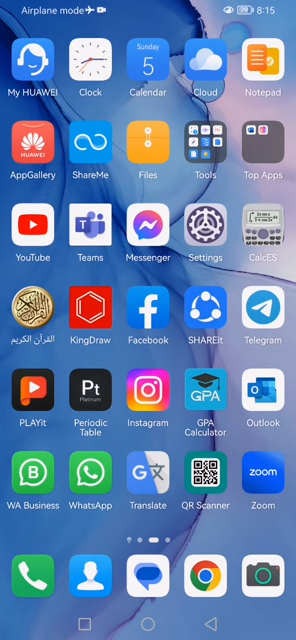 Airplane mode
8:15
Sunday
5
My HUAWEI
Clock
Calendar
Cloud
Notepad
HUAWEI
AppGallery
ShareMe
Files
Tools
Top Apps
YouTube
Teams
Messenger
Settings
CalcES
القرآن الكريم
KingDraw
Facebook
SHAREit
Telegram
Pt
Platinum
GPA
PLAYit
Periodic
Table
Instagram
GPA
Calculator
Outlook
zoom
WA Business
WhatsApp
Translate
QR Scanner
Zoom